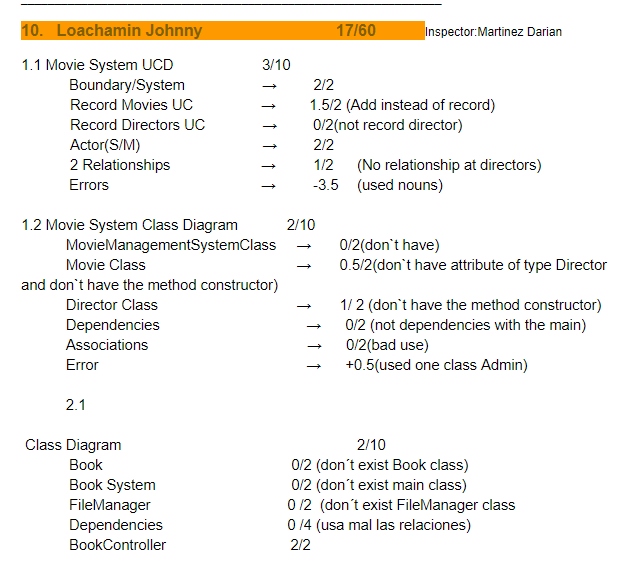 10. Loachamin Johnny 17/60 Inspector:Martinez Darian
1.1 Movie System UCD 3/10
Boundary/System → 2/2
Record Movies UC → 1.5/2 (Add instead of record)
Record Directors UC → 0/2(not record director)
Actor(S/M) → 2/2
2 Relationships → 1/2 (No relationship at directors)
Errors → -3.5 (used nouns)
1.2 Movie System Class Diagram 2/10
MovieManagementSystemClass → 0/2(don`t have)
Movie Class → 0.5/2(don`t have attribute of type Director
and don`t have the method constructor)
Director Class → 1/ 2 (don`t have the method constructor)
Dependencies → 0/2 (not dependencies with the main)
Associations → 0/2(bad use)
Error → +0.5(used one class Admin)
2.1
Class Diagram 2/10
Book 0/2 (don´t exist Book class)
Book System 0/2 (don´t exist main class)
FileManager 0 /2 (don´t exist FileManager class
Dependencies 0 /4 (usa mal las relaciones)
BookController 2/2